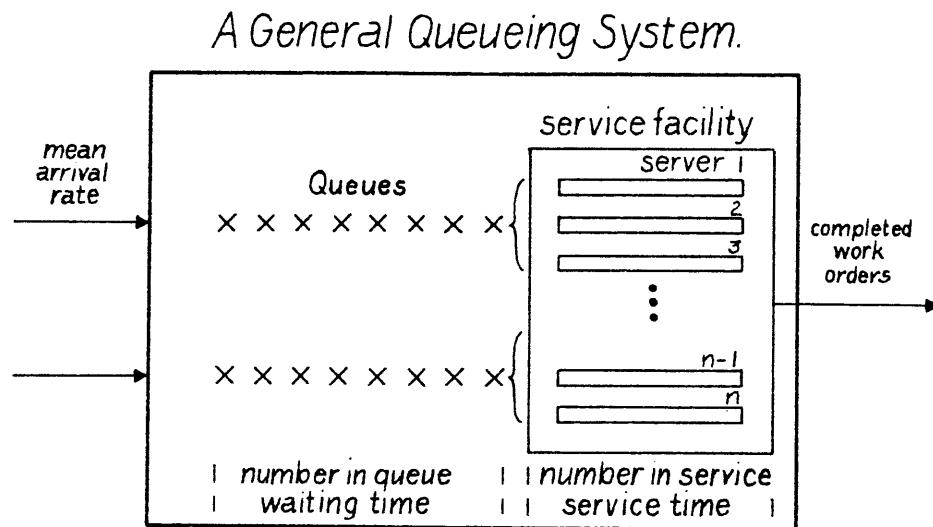 A General Queueing System.
service facility
mean
arrival
rate
Queues
server 1
2
3
completed
work
orders
× × × × × × × ×
× × × × × × × ×
n-1
n
number in queue
waiting time
number in service
service time